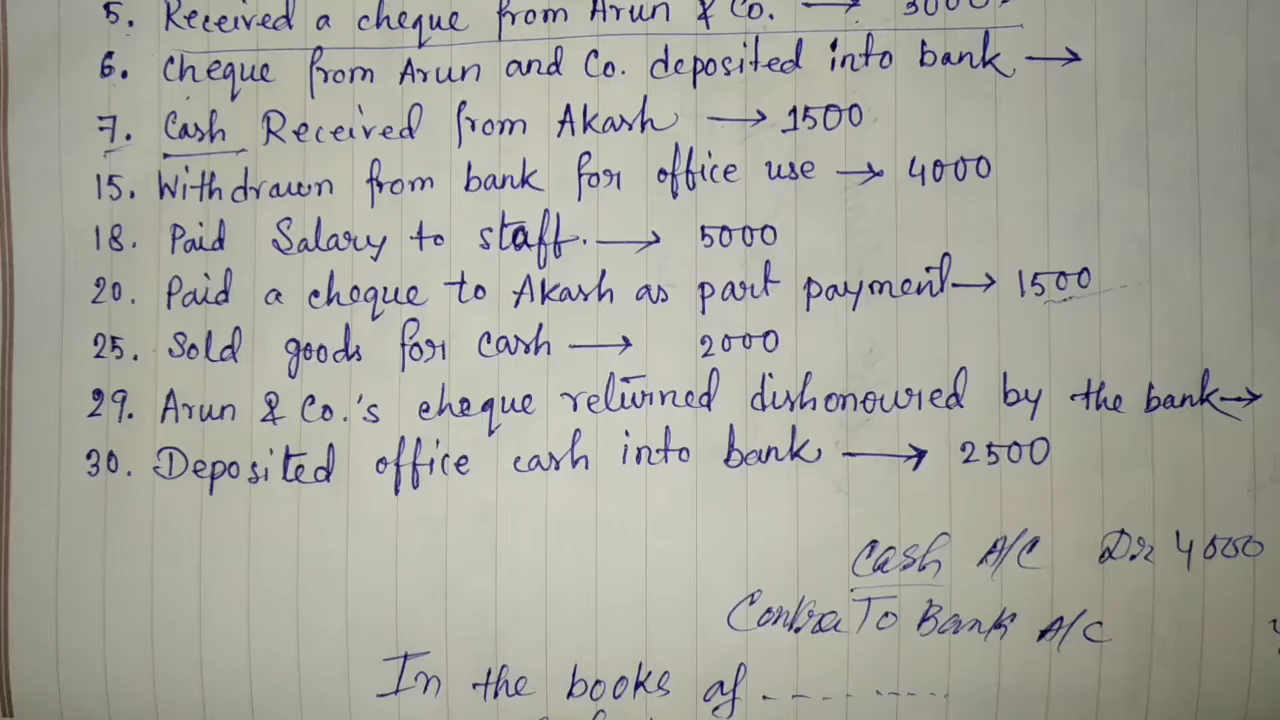 5. Received a cheque from Arun & Co. → 3000.
6. Cheque from Arun and Co. deposited into bank →
7. Cash Received from Akash → 1500
15. Withdrawn from bank for office use → 4000
18. Paid Salary to staff. → 5000
20. Paid a cheque to Akash as part payment → 1500
25. Sold goods for cash → 2000
29. Arun & Co.'s cheque returned dishonoured by the bank →
30. Deposited office cash into bank → 2500
Cash A/C Dr 4000
Contra To Bank A/C
In the books of ...........